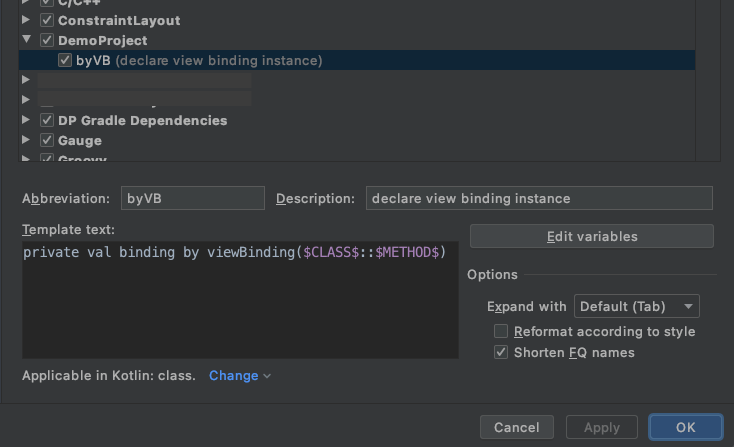 C/C++
ConstraintLayout
DemoProject
byVB (declare view binding instance)
DP Gradle Dependencies
Gauge
Groovy
Abbreviation: byVB Description: declare view binding instance
Template text:
private val binding by viewBinding($CLASS$::$METHOD$)
Edit variables
Options
Expand with Default (Tab)
Reformat according to style
Shorten FQ names
Applicable in Kotlin: class. Change
Cancel Apply OK